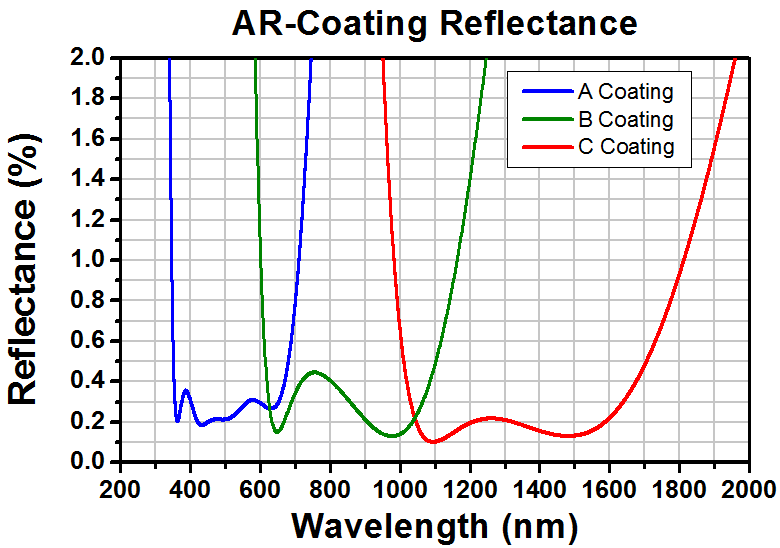 AR-Coating Reflectance
Reflectance (%)
2.0
1.8
1.6
1.4
1.2
1.0
0.8
0.6
0.4
0.2
0.0
A Coating
B Coating
C Coating
200 400 600 800 1000 1200 1400 1600 1800 2000
Wavelength (nm)